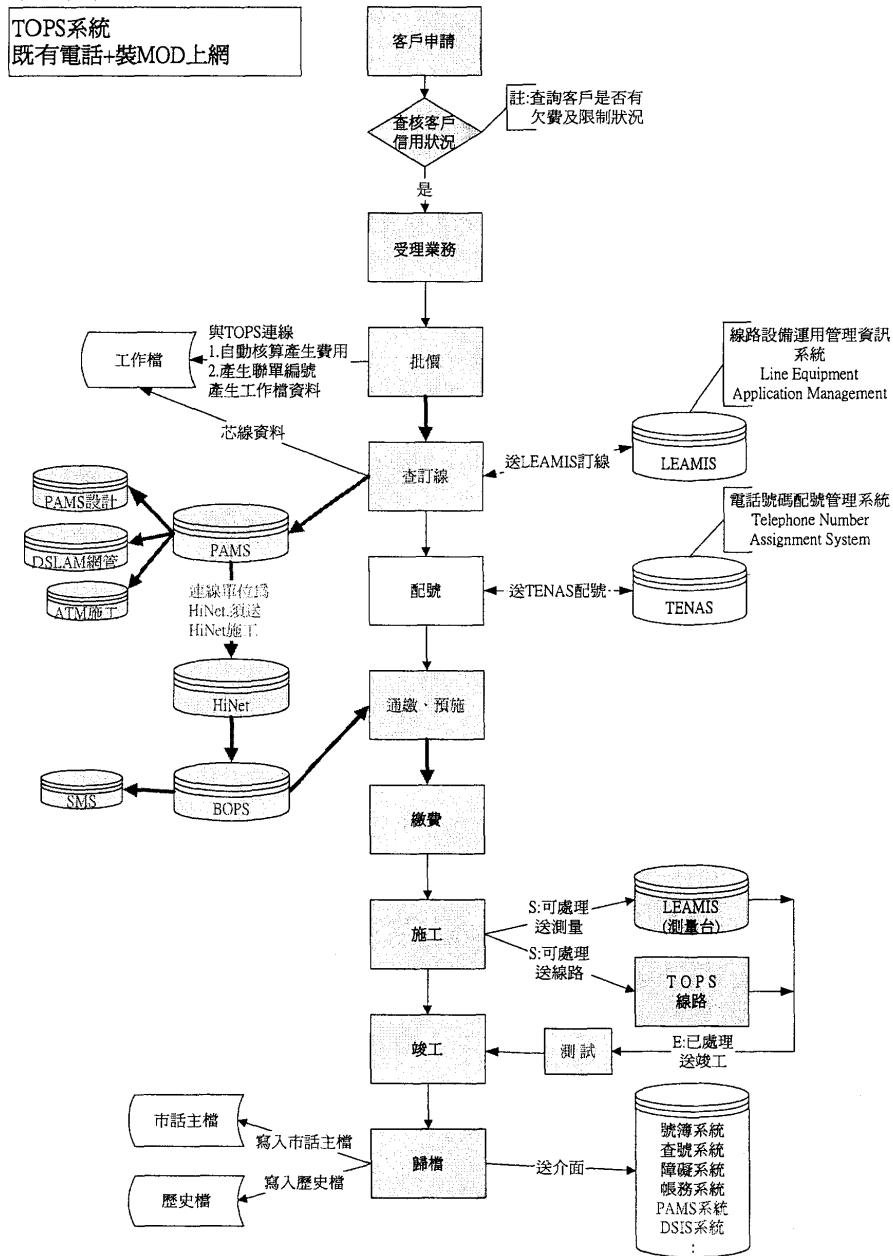 TOPS系統
既有電話+裝MOD上網
客戶申請
查核客戶
信用狀況
註:查詢客戶是否有
欠費及限制狀況
是
受理業務
與TOPS連線
1.自動核算產生費用
2.產生聯單編號
產生工作檔資料
工作檔
批價
線路設備運用管理資訊
系統
Line Equipment
Application Management
芯線資料
查訂線
送LEAMIS訂線
LEAMIS
PAMS設計
DSLAM網管
ATM施工
PAMS
電話號碼配號管理系統
Telephone Number
Assignment System
連線單位為
HiNet須送
HiNet施工
配號
送TENAS配號
TENAS
HiNet
通繳、預施
SMS
BOPS
繳費
施工
S:可處理
送測量
LEAMIS
(測量台)
S:可處理
送線路
TOPS
線路
竣工
測試
E:已處理
送竣工
市話主檔
寫入市話主檔
歸檔
送介面
寫入歷史檔
歷史檔
號簿系統
查號系統
障礙系統
帳務系統
PAMS系統
DSIS系統
: